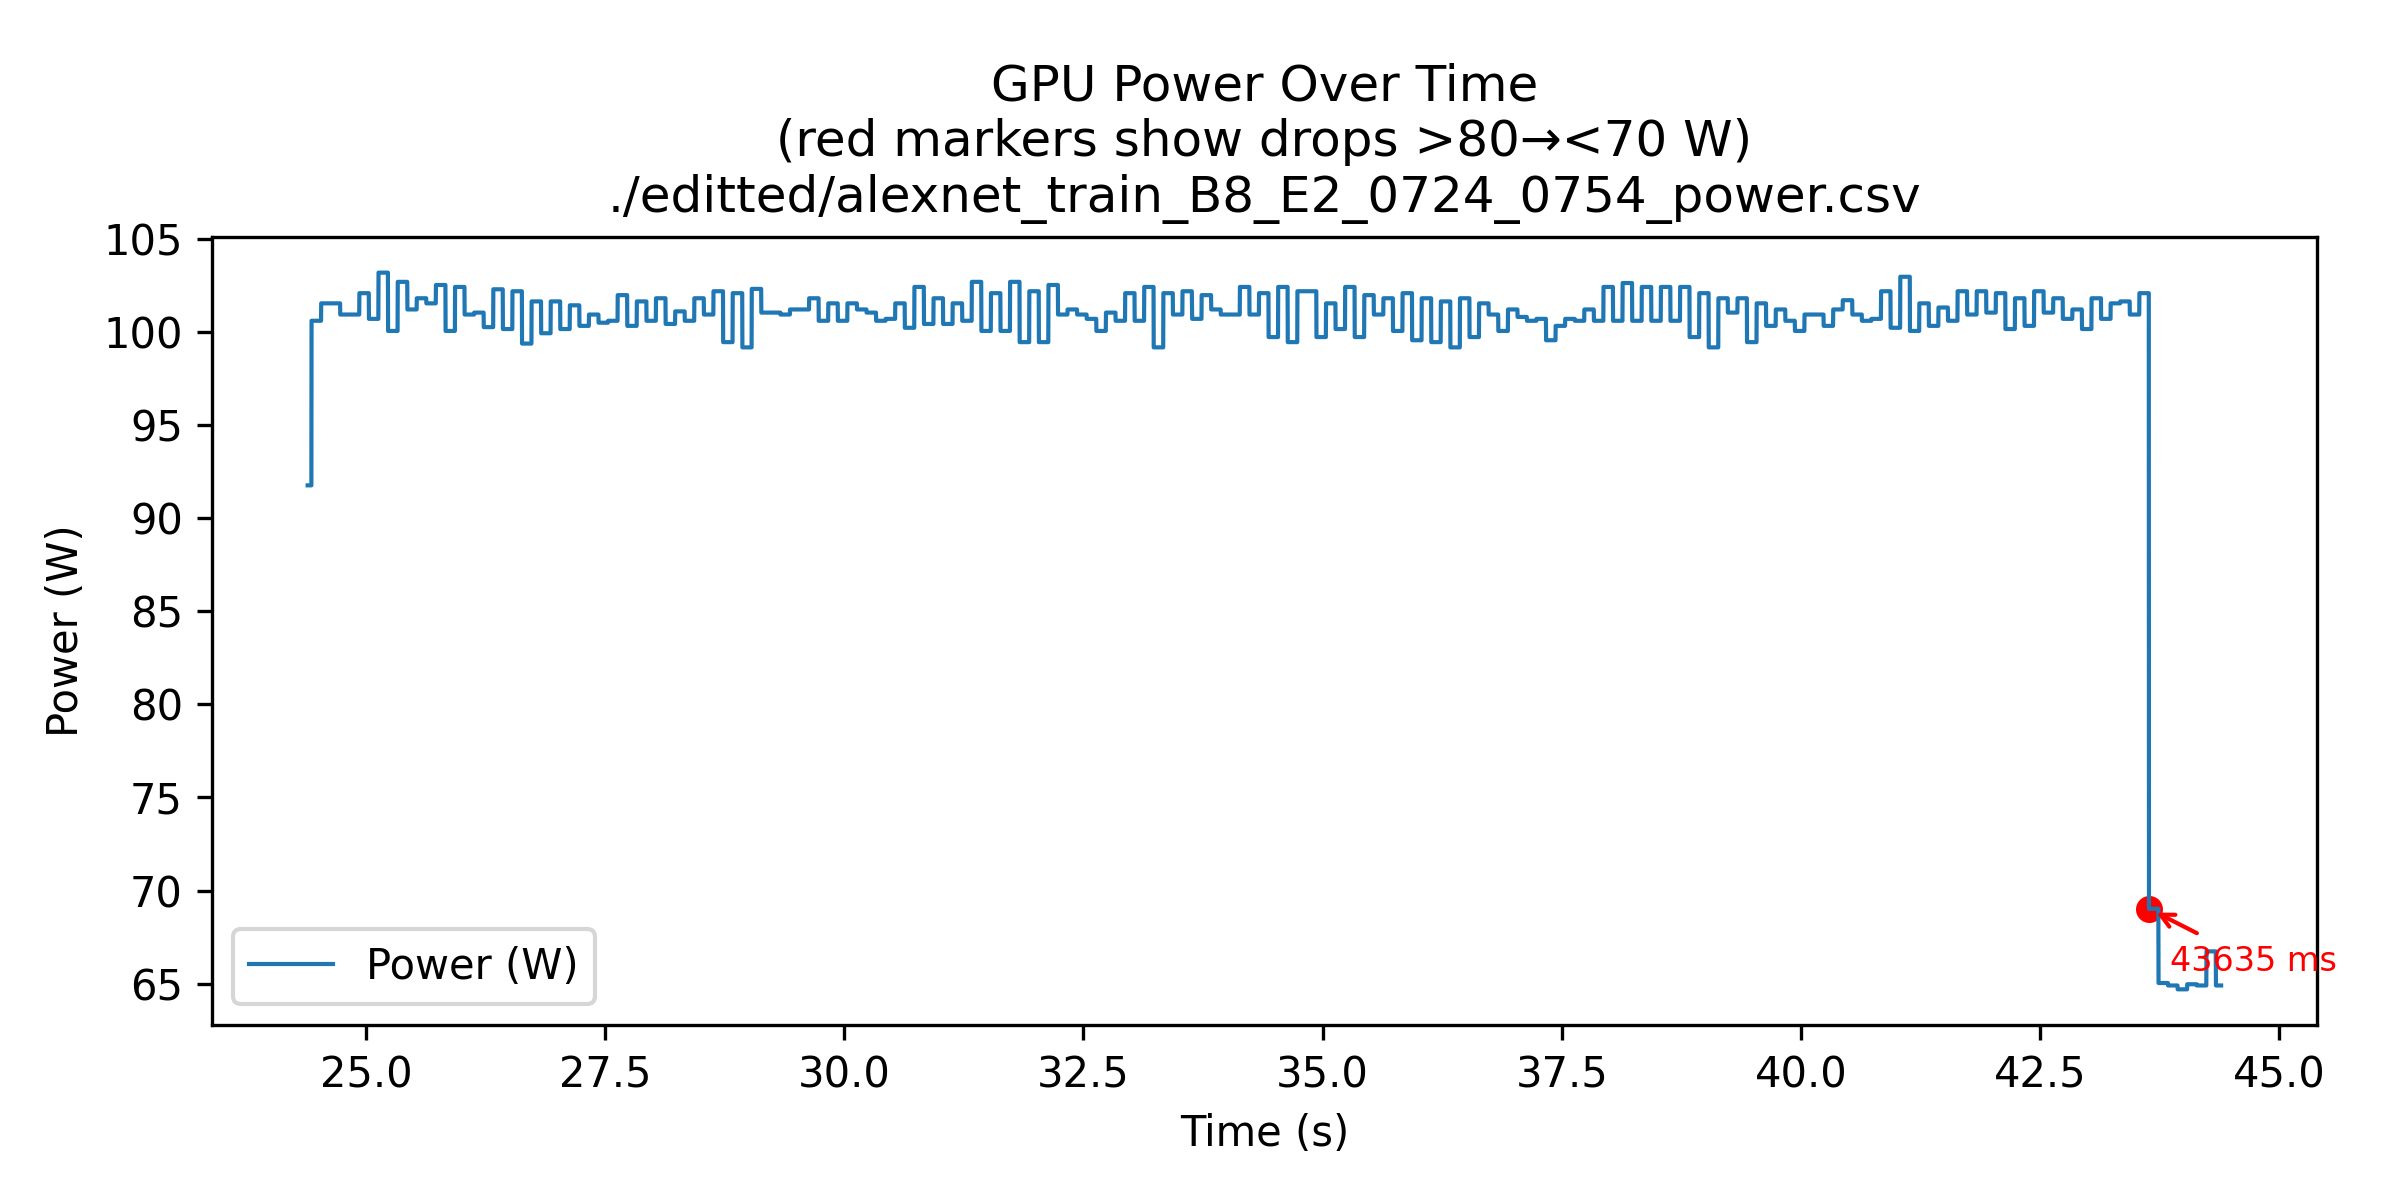 GPU Power Over Time
(red markers show drops >80→<70 W)
./editted/alexnet_train_B8_E2_0724_0754_power.csv
105
100
95
90
85
80
75
70
65
Power (W)
Power (W)
43635 ms
25.0 27.5 30.0 32.5 35.0 37.5 40.0 42.5 45.0
Time (s)